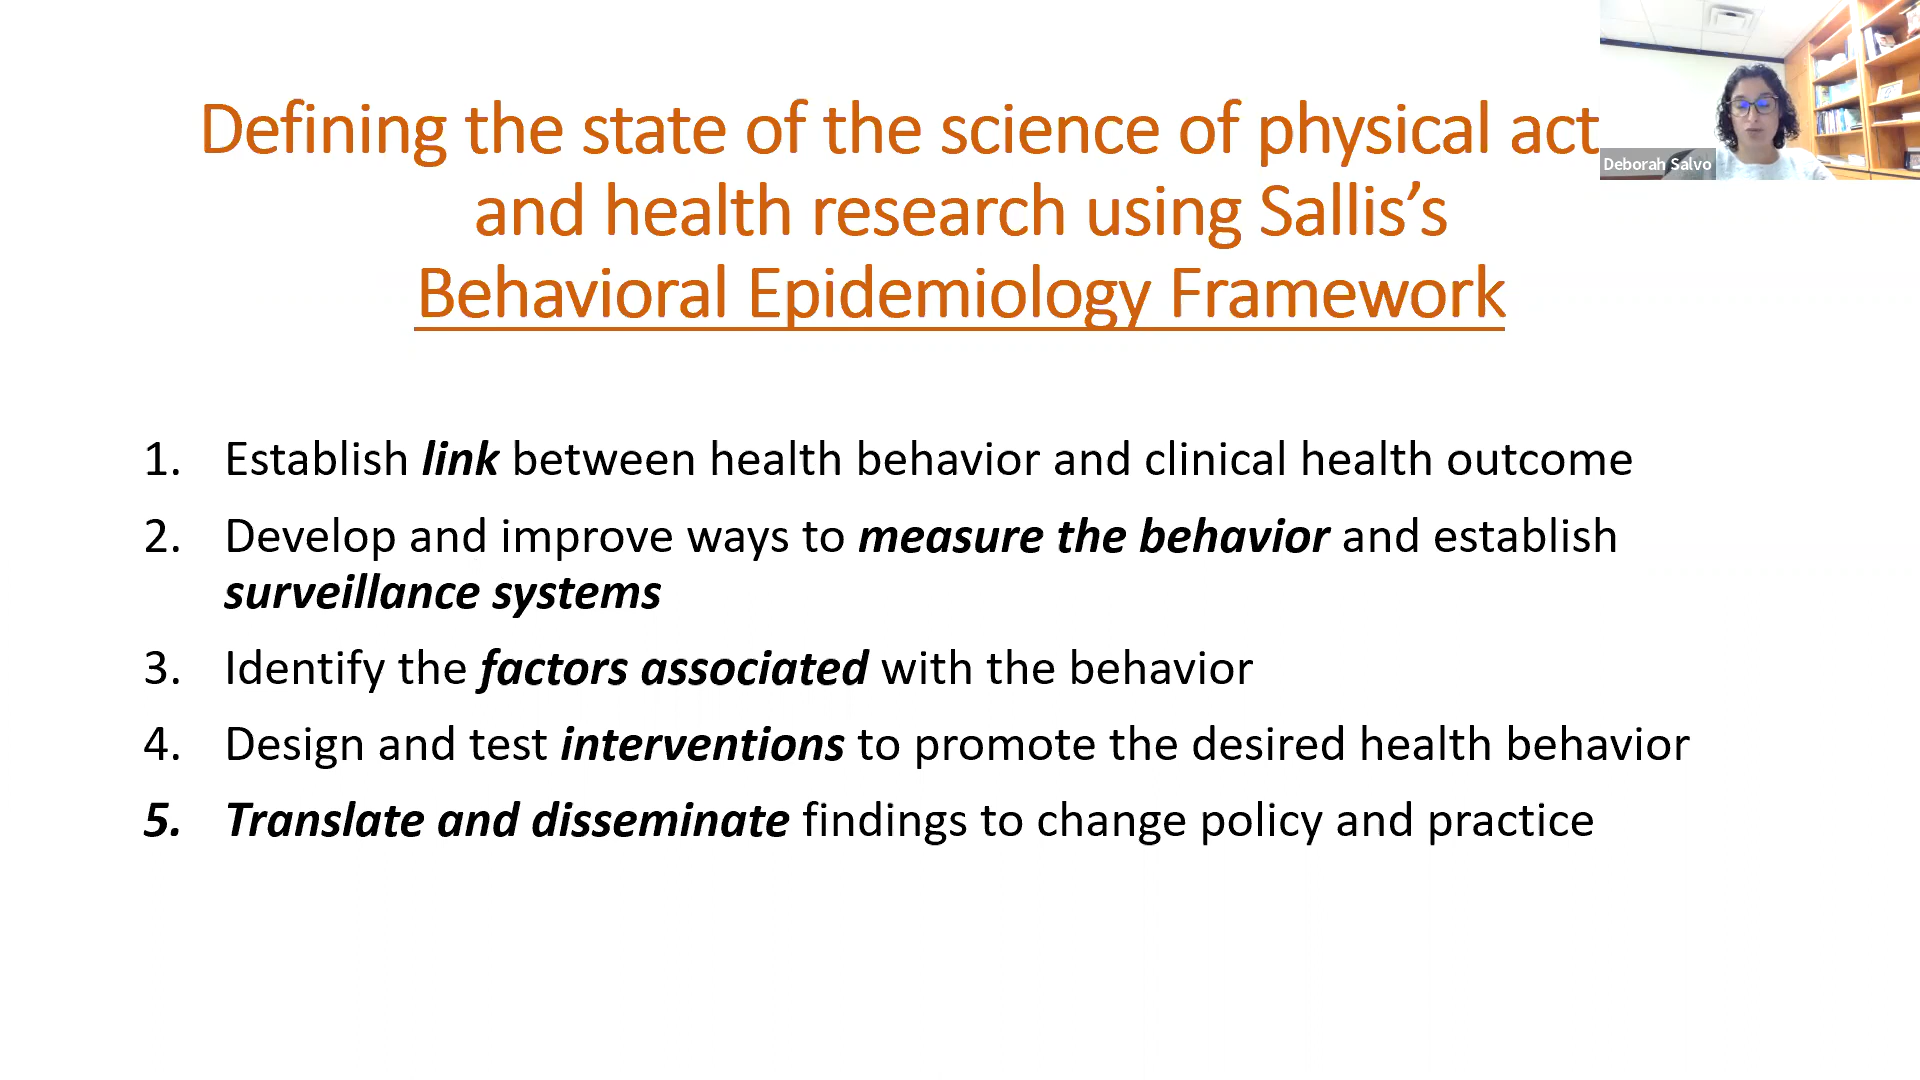 Defining the state of the science of physical act
and health research using Sallis’s
Behavioral Epidemiology Framework
Deborah Salvo
1. Establish link between health behavior and clinical health outcome
2. Develop and improve ways to measure the behavior and establish
surveillance systems
3. Identify the factors associated with the behavior
4. Design and test interventions to promote the desired health behavior
5. Translate and disseminate findings to change policy and practice